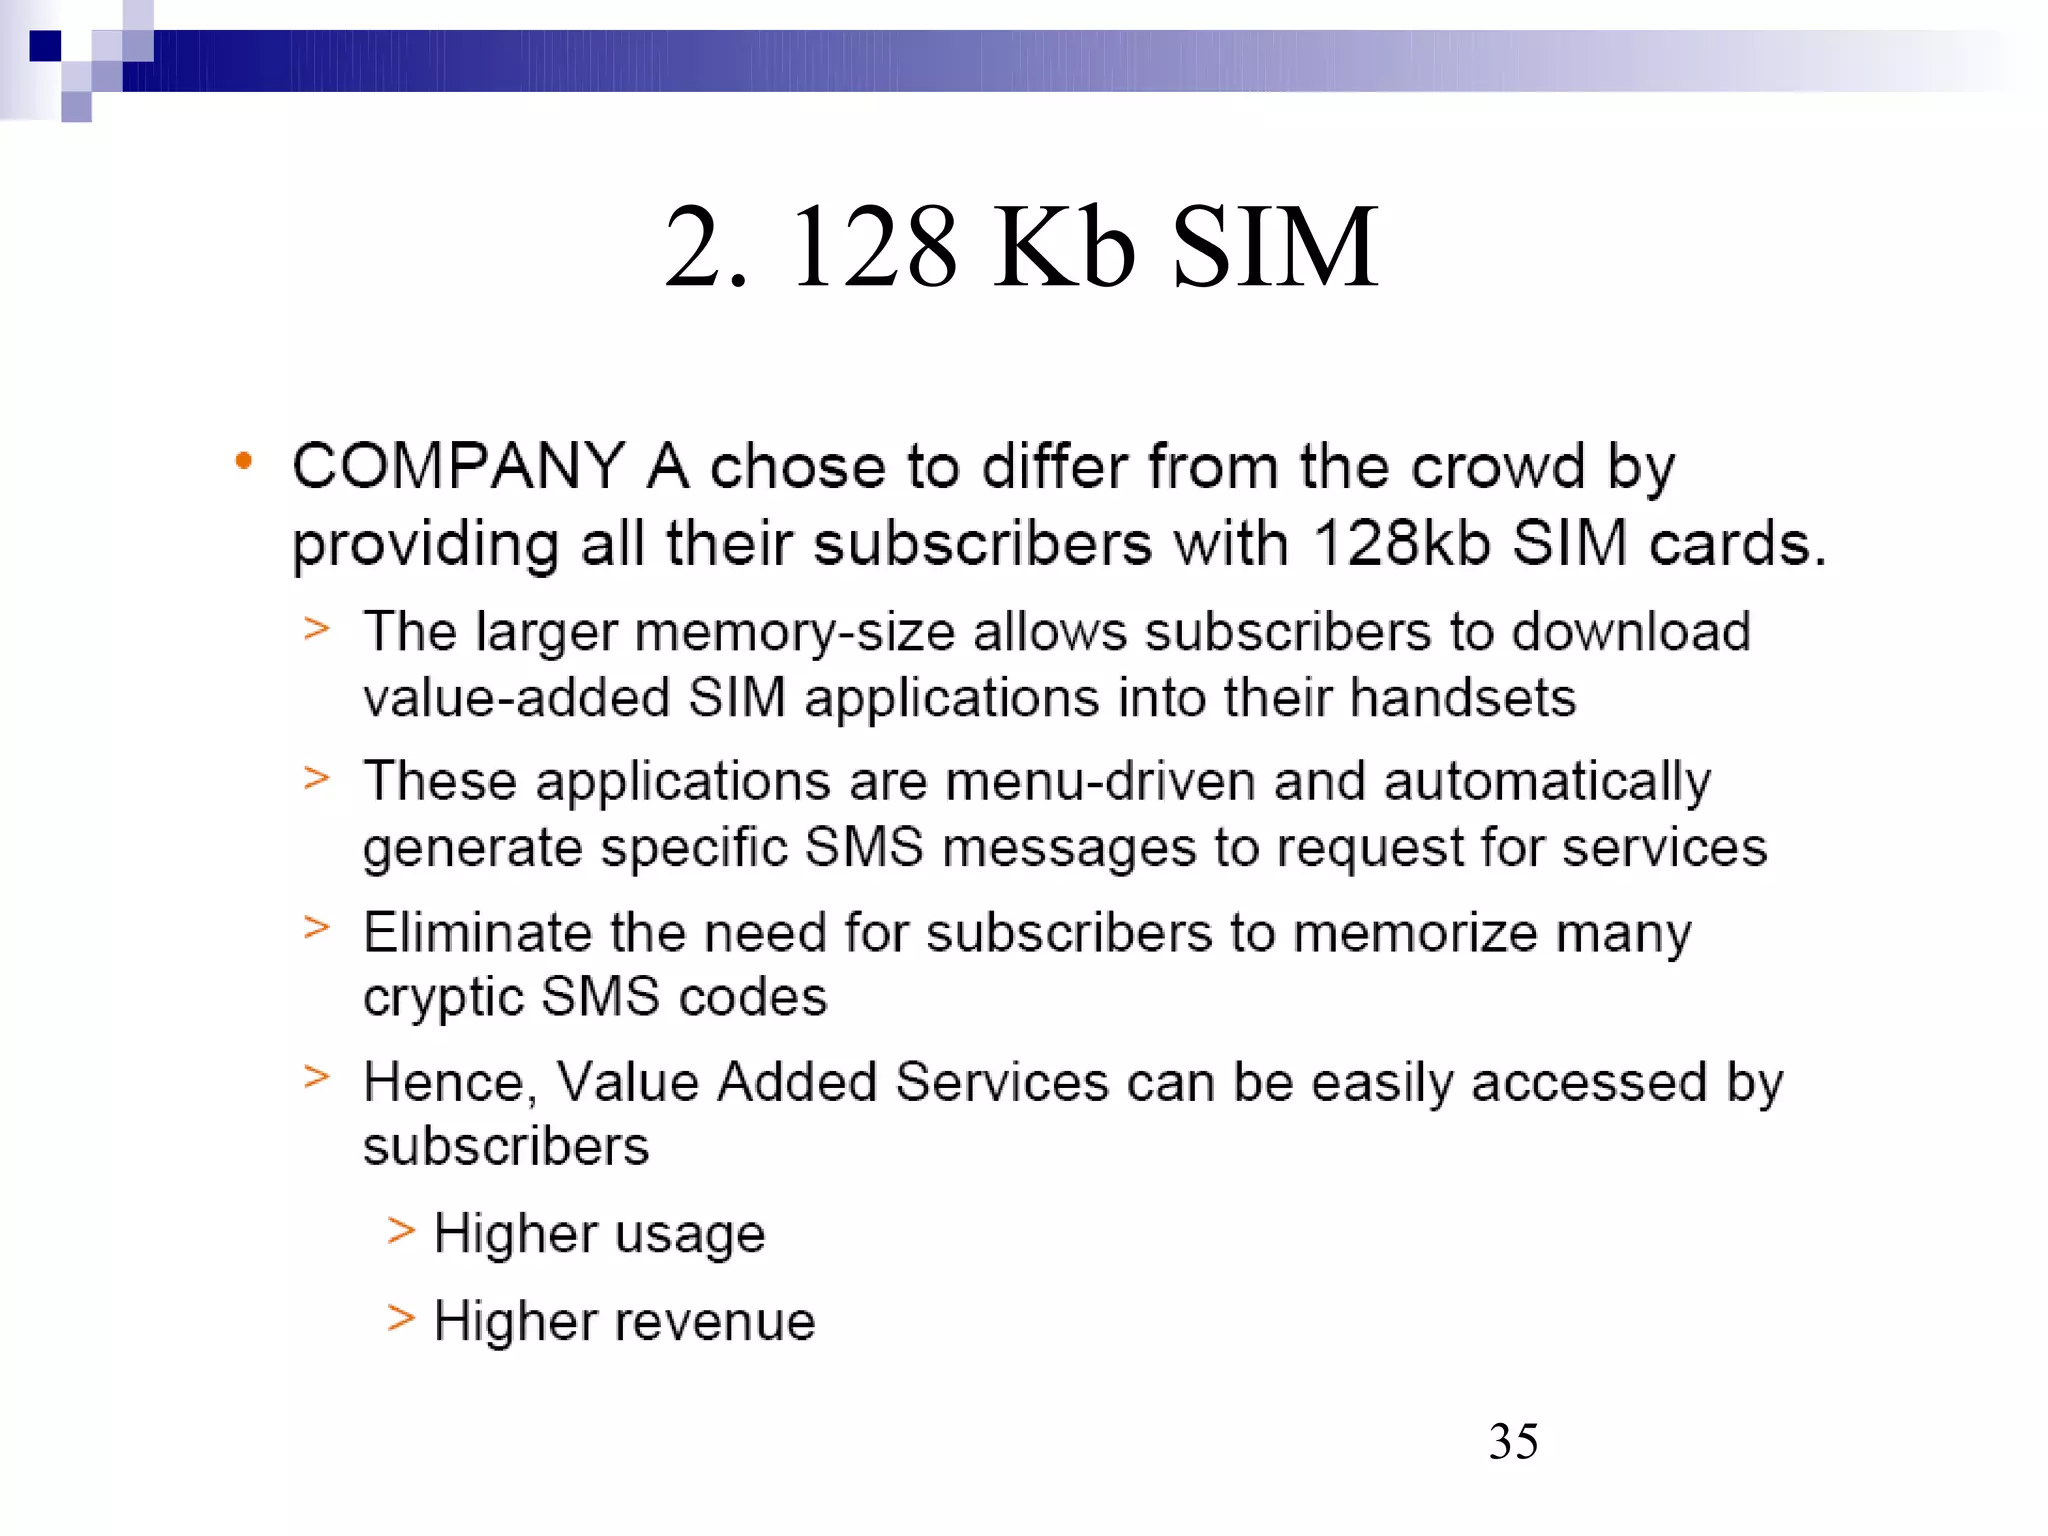 2. 128 Kb SIM
• COMPANY A chose to differ from the crowd by
providing all their subscribers with 128kb SIM cards.
> The larger memory-size allows subscribers to download
value-added SIM applications into their handsets
> These applications are menu-driven and automatically
generate specific SMS messages to request for services
> Eliminate the need for subscribers to memorize many
cryptic SMS codes
> Hence, Value Added Services can be easily accessed by
subscribers
> Higher usage
> Higher revenue
35